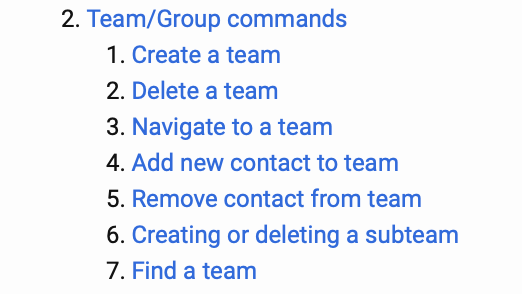 2. Team/Group commands
1. Create a team
2. Delete a team
3. Navigate to a team
4. Add new contact to team
5. Remove contact from team
6. Creating or deleting a subteam
7. Find a team